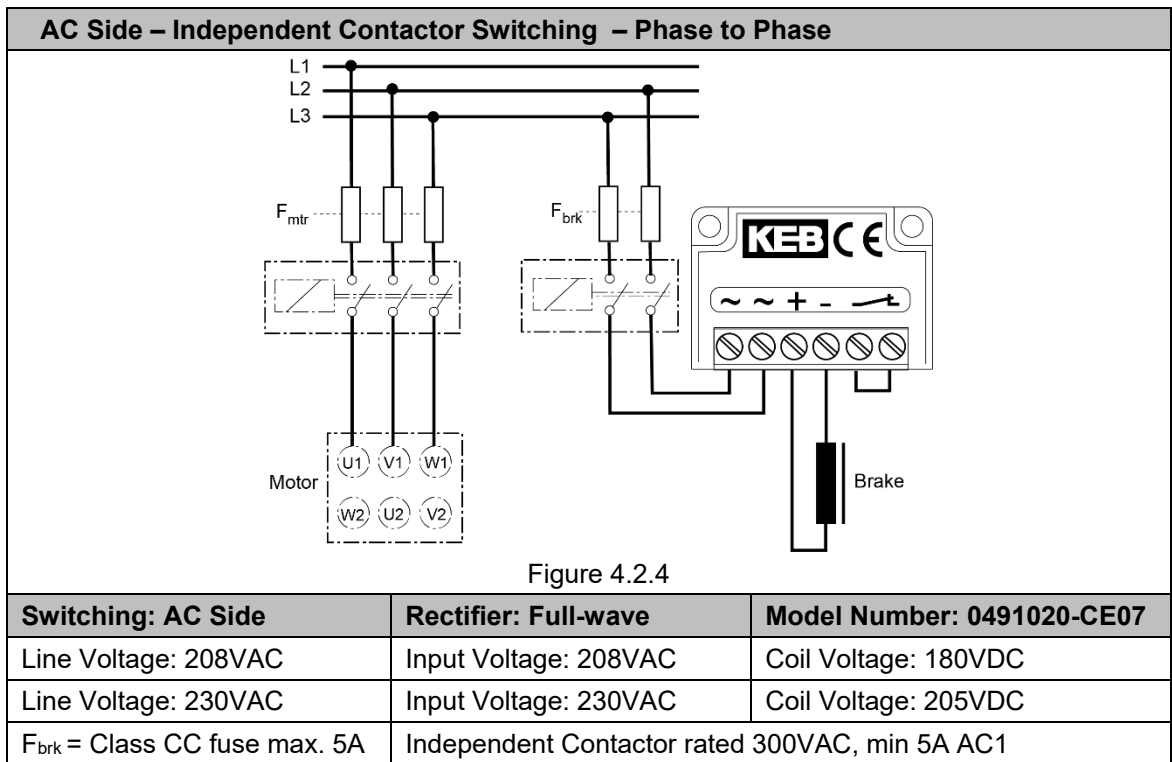 AC Side – Independent Contactor Switching – Phase to Phase
L1
L2
L3
Fmtr
Fbrk
KEB CE
~ ~ + -
U1 V1 W1
Motor
W2 U2 V2
Brake
Figure 4.2.4
Switching: AC Side Rectifier: Full-wave Model Number: 0491020-CE07
Line Voltage: 208VAC Input Voltage: 208VAC Coil Voltage: 180VDC
Line Voltage: 230VAC Input Voltage: 230VAC Coil Voltage: 205VDC
Fbrk = Class CC fuse max. 5A Independent Contactor rated 300VAC, min 5A AC1